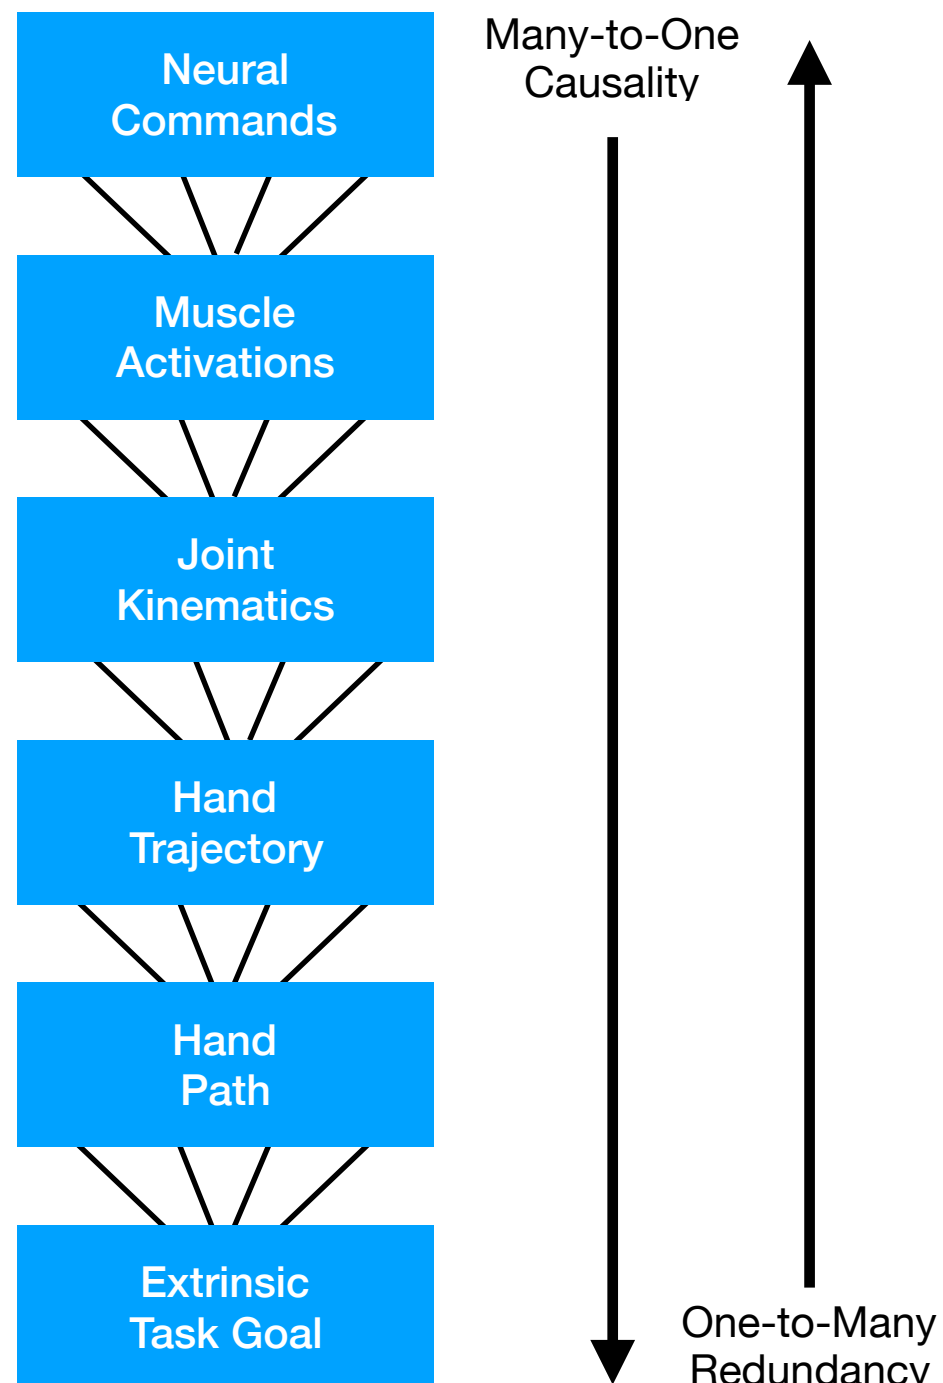 Neural
Commands
Many-to-One
Causality
Muscle
Activations
Joint
Kinematics
Hand
Trajectory
Hand
Path
Extrinsic
Task Goal
One-to-Many
Redundancy